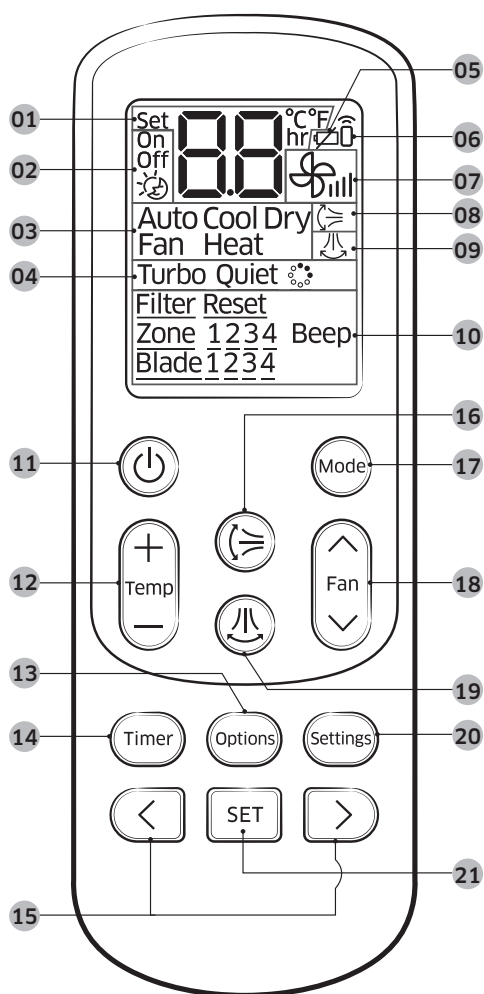 05
01 Set 88 °C °F
hr 06
On
02 Off 07
08
03 Auto Cool Dry
Fan Heat 09
04 Turbo Quiet
Filter Reset
Zone 1 2 3 4 Beep 10
Blade 1 2 3 4
16
11 Mode 17
12 + Temp − Fan 18
13 19
14 Timer Options Settings 20
< SET >
21
15